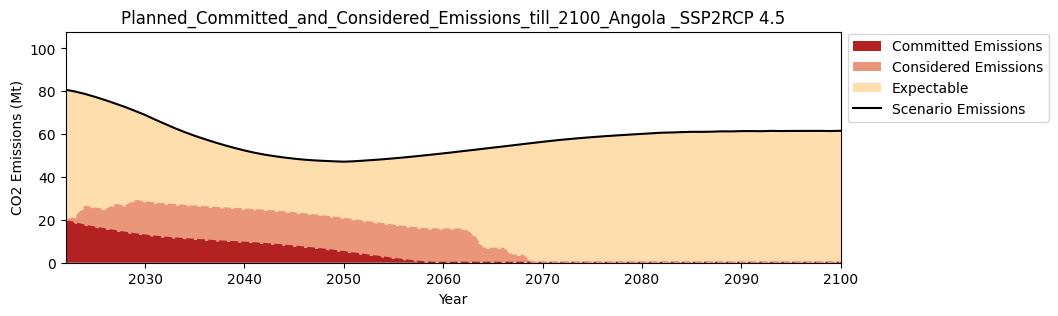 Planned_Committed_and_Considered_Emissions_till_2100_Angola _SSP2RCP 4.5
CO2 Emissions (Mt)
100
80
60
40
20
0
2030 2040 2050 2060 2070 2080 2090 2100
Year
Committed Emissions
Considered Emissions
Expectable
Scenario Emissions